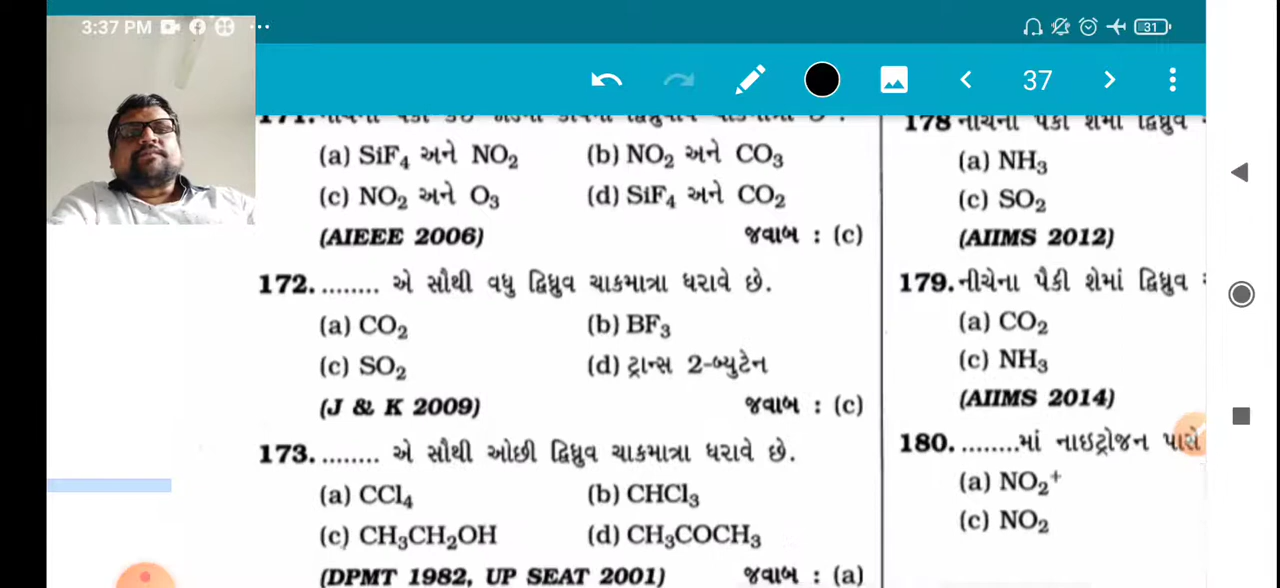 3:37 PM
31
37
(a) SiF₄ અને NO₂ (b) NO₂ અને CO₃
(c) NO₂ અને O₃ (d) SiF₄ અને CO₂
(AIEEE 2006) જવાબ : (c)
172. ........ એ સૌથી વધુ દ્વિધ્રુવ ચાકમાત્રા ધરાવે છે.
(a) CO₂ (b) BF₃
(c) SO₂ (d) ટ્રાન્સ 2-બ્યુટેન
(J & K 2009) જવાબ : (c)
173. ........ એ સૌથી ઓછી દ્વિધ્રુવ ચાકમાત્રા ધરાવે છે.
(a) CCl₄ (b) CHCl₃
(c) CH₃CH₂OH (d) CH₃COCH₃
(DPMT 1982, UP SEAT 2001) જવાબ : (a)
178 નીચેના પૈકી શેમાં દ્વિધ્રુવ
(a) NH₃
(c) SO₂
(AIIMS 2012)
179. નીચેના પૈકી શેમાં દ્વિધ્રુવ
(a) CO₂
(c) NH₃
(AIIMS 2014)
180. ........માં નાઇટ્રોજન પાસે
(a) NO₂⁺
(c) NO₂